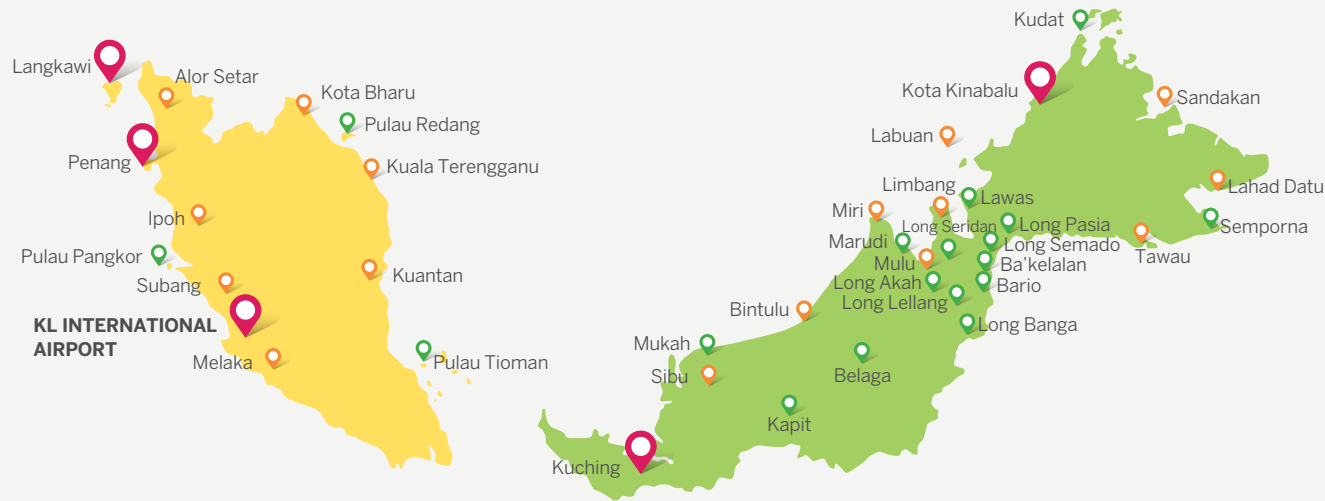 Langkawi
Alor Setar
Kota Bharu
Pulau Redang
Penang
Kuala Terengganu
Ipoh
Pulau Pangkor
Subang
Kuantan
KL INTERNATIONAL
AIRPORT
Melaka
Pulau Tioman
Kudat
Kota Kinabalu
Sandakan
Labuan
Limbang
Lawas
Lahad Datu
Miri
Long Seridan
Long Pasia
Semporna
Marudi
Long Semado
Tawau
Mulu
Ba'kelalan
Long Akah
Bario
Long Lellang
Bintulu
Long Banga
Mukah
Sibu
Belaga
Kapit
Kuching